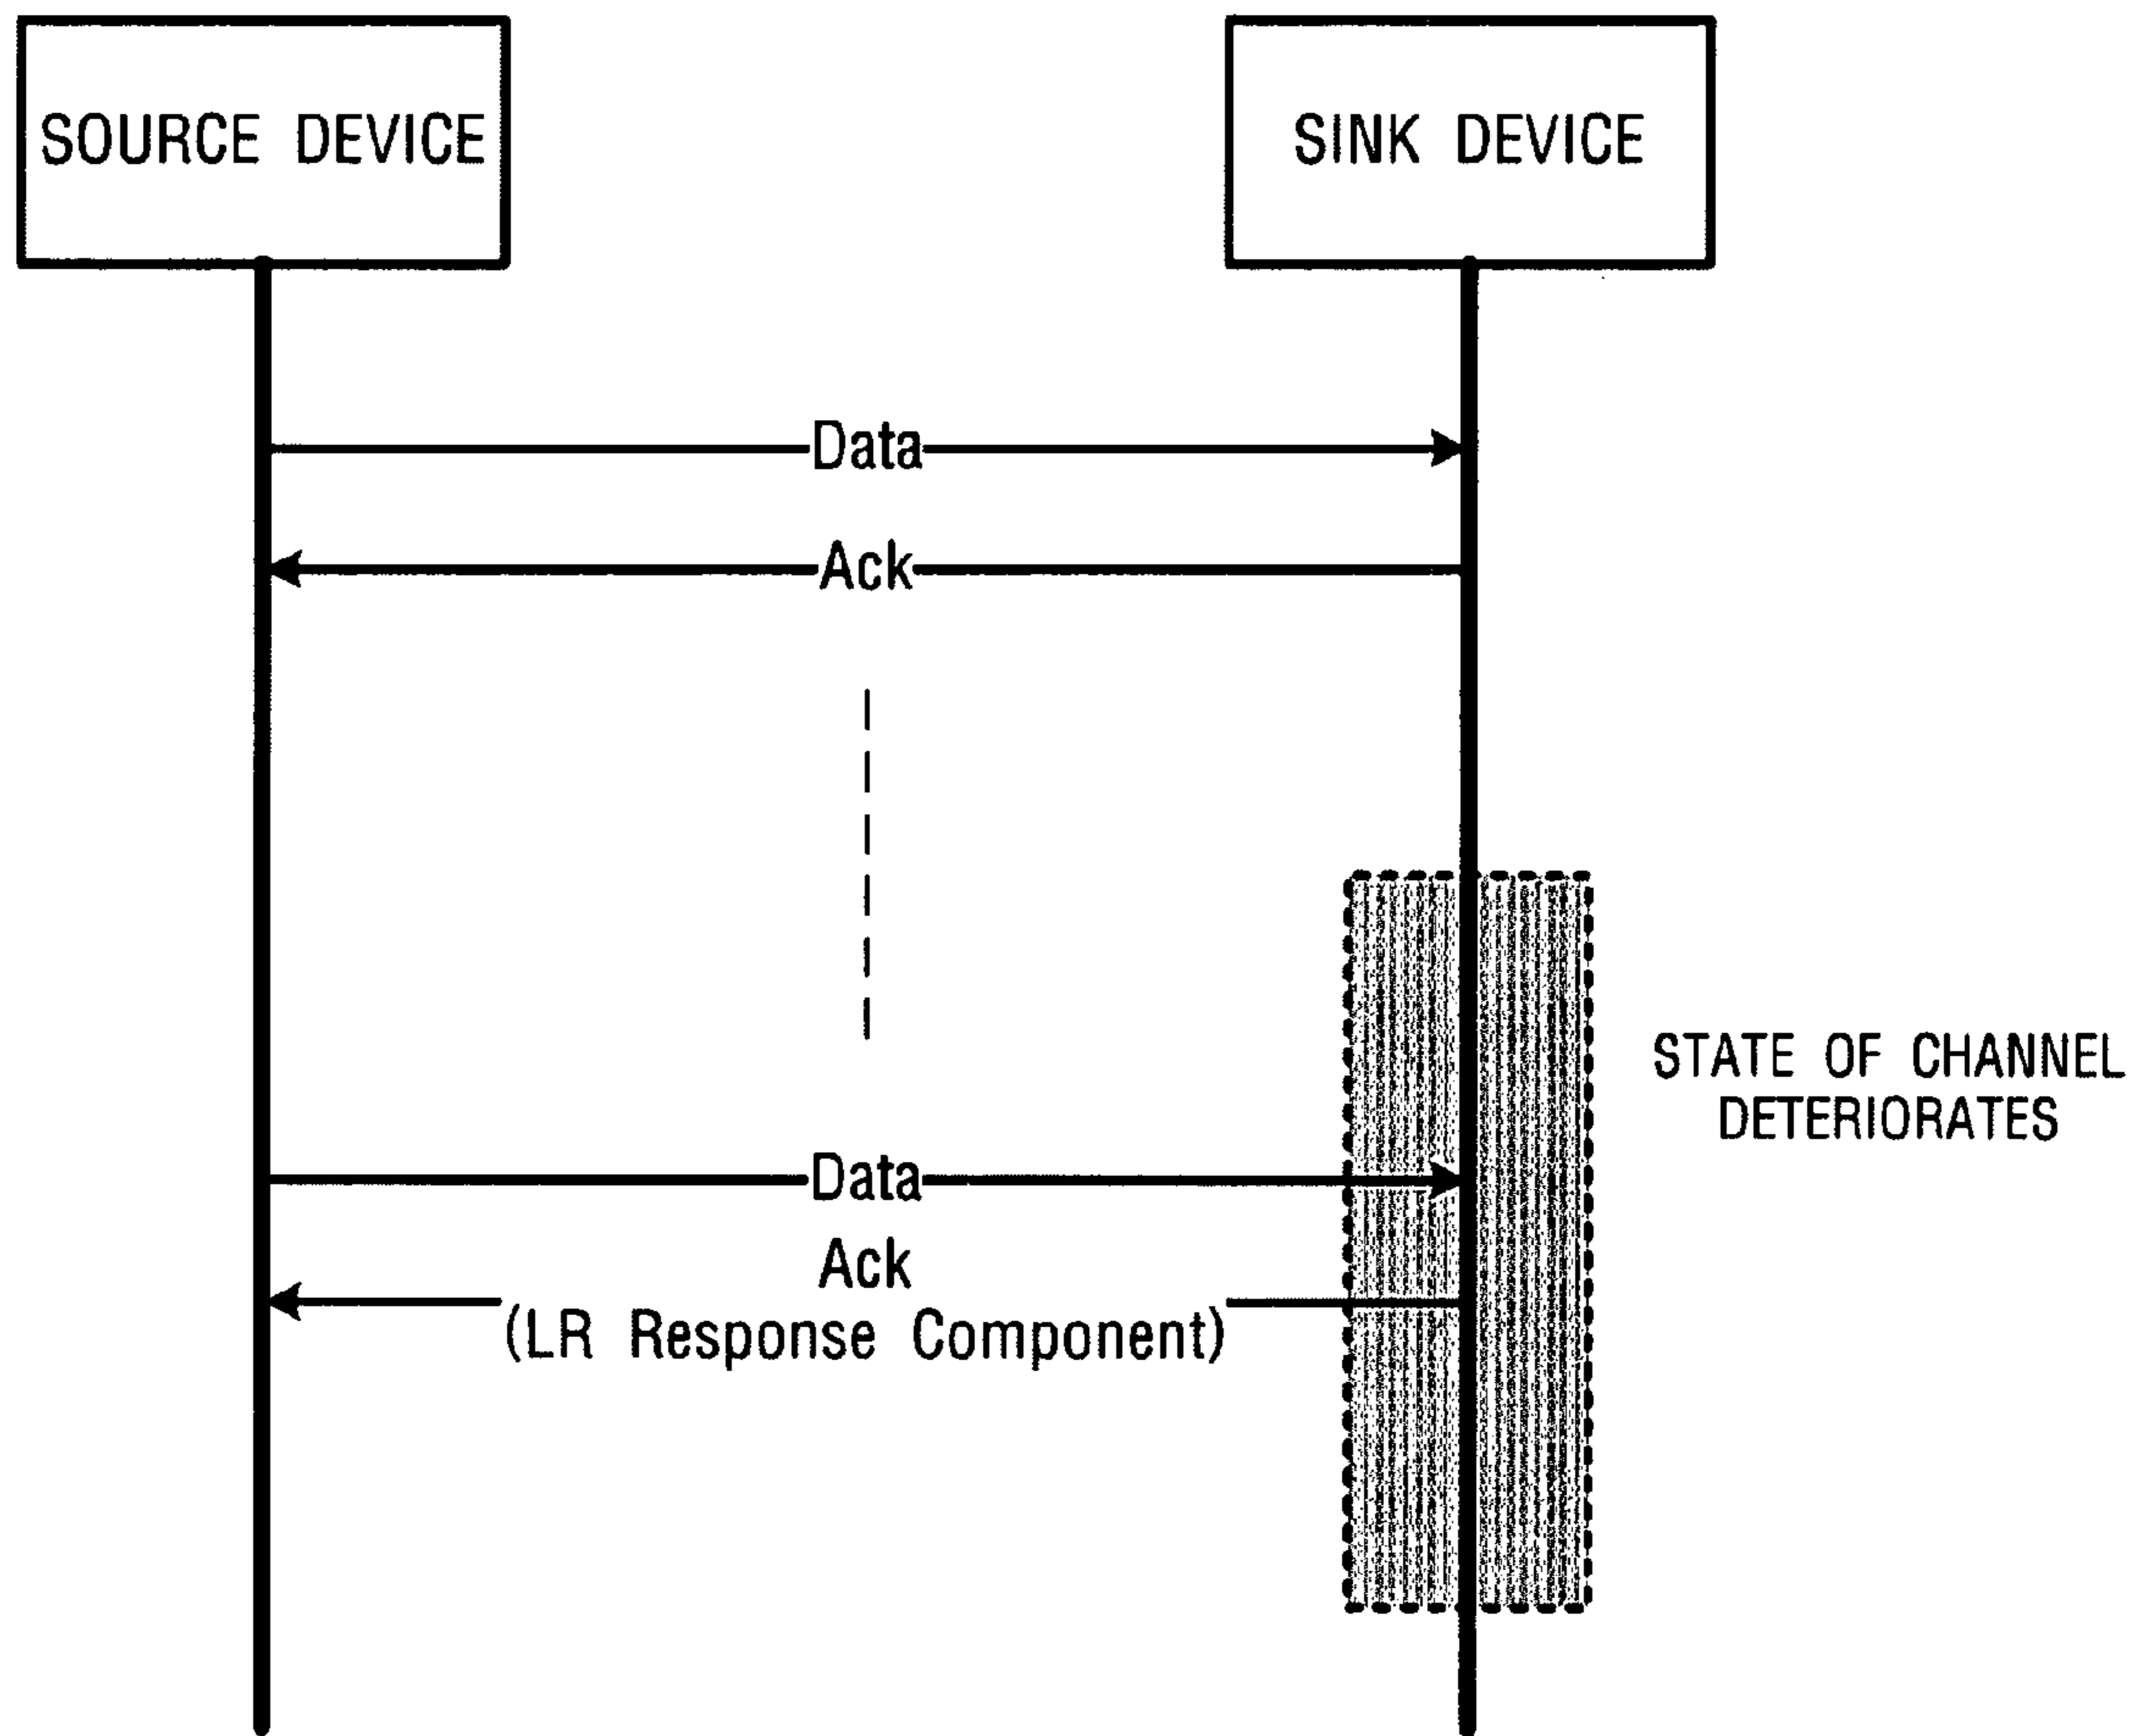 SOURCE DEVICE
SINK DEVICE
Data
Ack
STATE OF CHANNEL
DETERIORATES
Data
Ack
(LR Response Component)